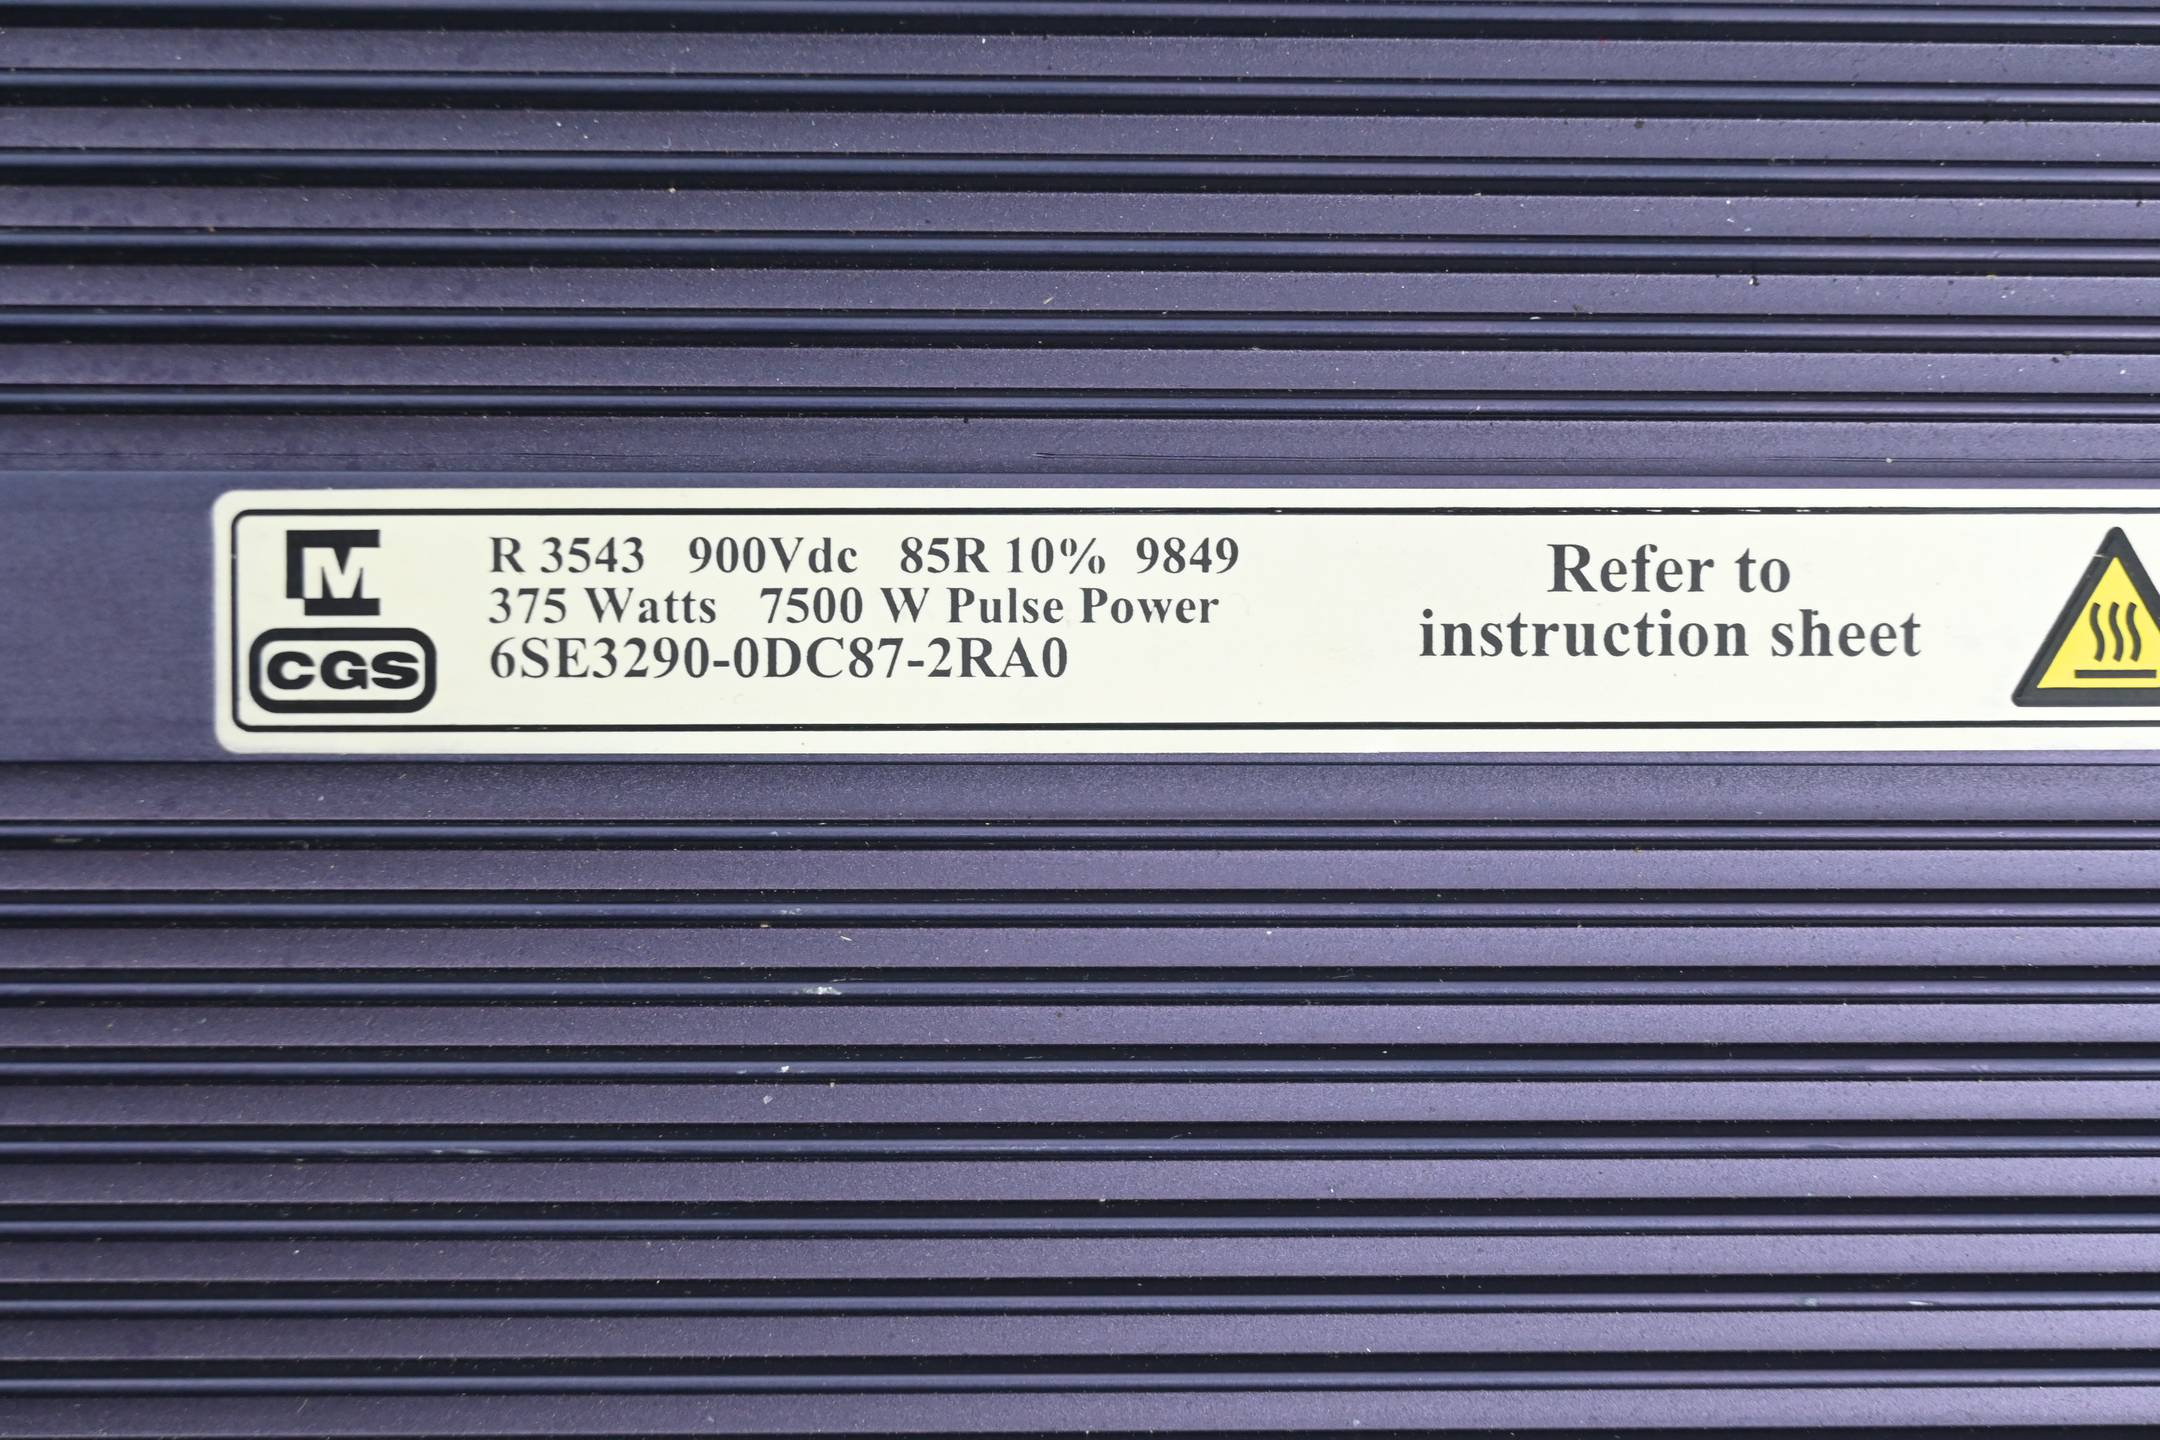 M
CGS
R 3543 900Vdc 85R 10% 9849
375 Watts 7500 W Pulse Power
6SE3290-0DC87-2RA0
Refer to
instruction sheet